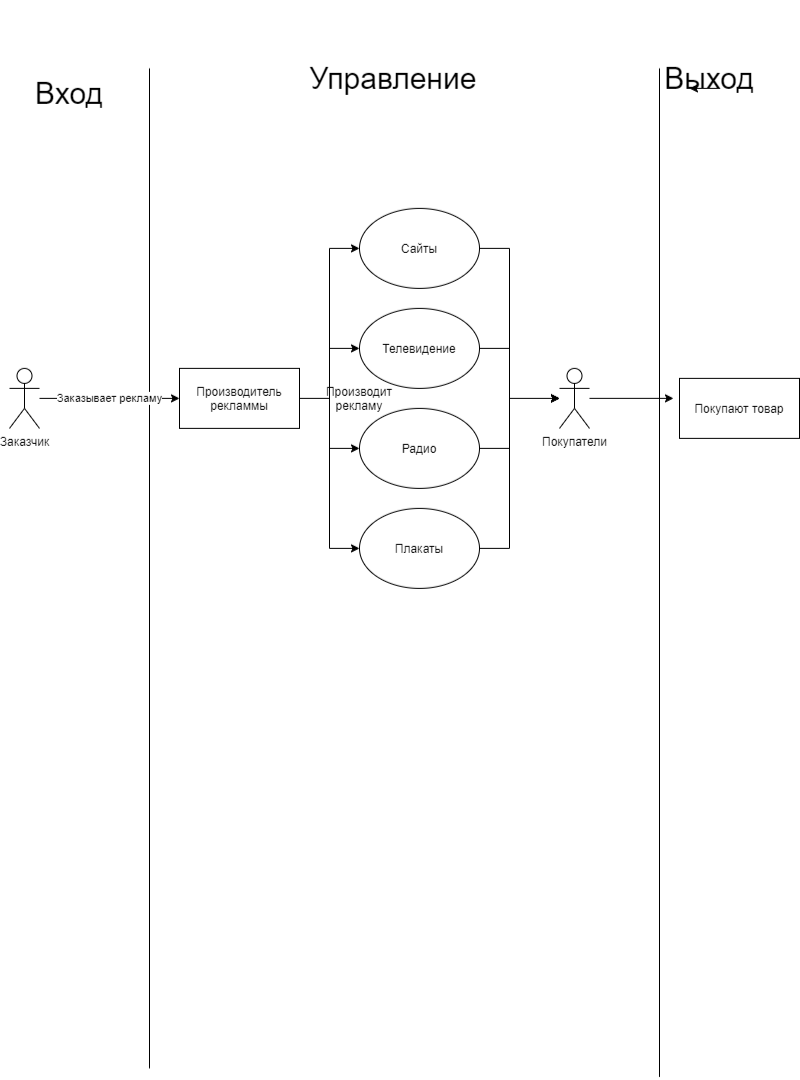 Вход
Управление
Выход
Сайты
Телевидение
Заказывает рекламу
Производитель
рекламмы
Производит
рекламу
Покупают товар
Заказчик
Покупатели
Радио
Плакаты